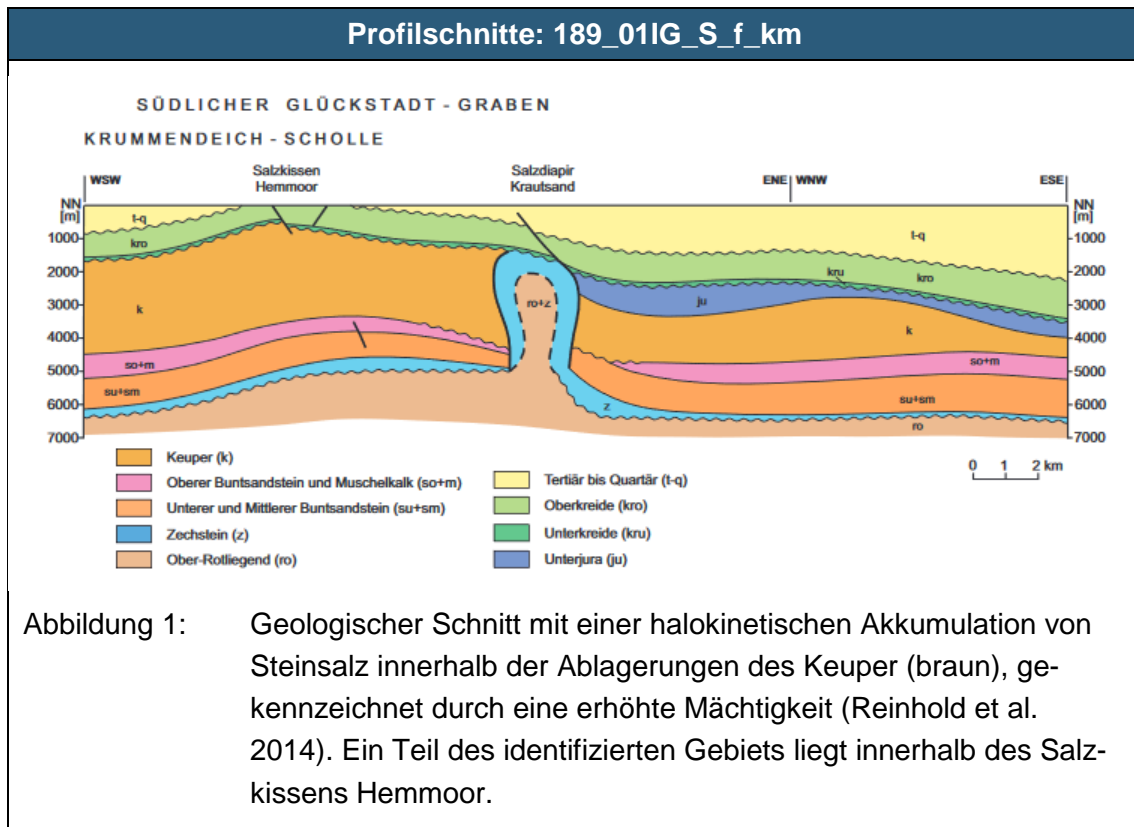 Profilschnitte: 189_01IG_S_f_km
SÜDLICHER GLÜCKSTADT - GRABEN
KRUMMENDEICH - SCHOLLE
WSW
Salzkissen
Hemmoor
Salzdiapir
Krautsand
ENE WNW
ESE
NN
[m]
NN
[m]
t-q
t-q
1000
1000
kro
kru
kro
2000
2000
ro+z
ju
3000
3000
k
k
4000
4000
so+m
so+m
5000
5000
su+sm
su+sm
6000
z
6000
ro
7000
7000
Keuper (k)
Oberer Buntsandstein und Muschelkalk (so+m)
Unterer und Mittlerer Buntsandstein (su+sm)
Zechstein (z)
Ober-Rotliegend (ro)
Tertiär bis Quartär (t-q)
Oberkreide (kro)
Unterkreide (kru)
Unterjura (ju)
0 1 2 km
Abbildung 1: Geologischer Schnitt mit einer halokinetischen Akkumulation von
Steinsalz innerhalb der Ablagerungen des Keuper (braun), ge-
kennzeichnet durch eine erhöhte Mächtigkeit (Reinhold et al.
2014). Ein Teil des identifizierten Gebiets liegt innerhalb des Salz-
kissens Hemmoor.